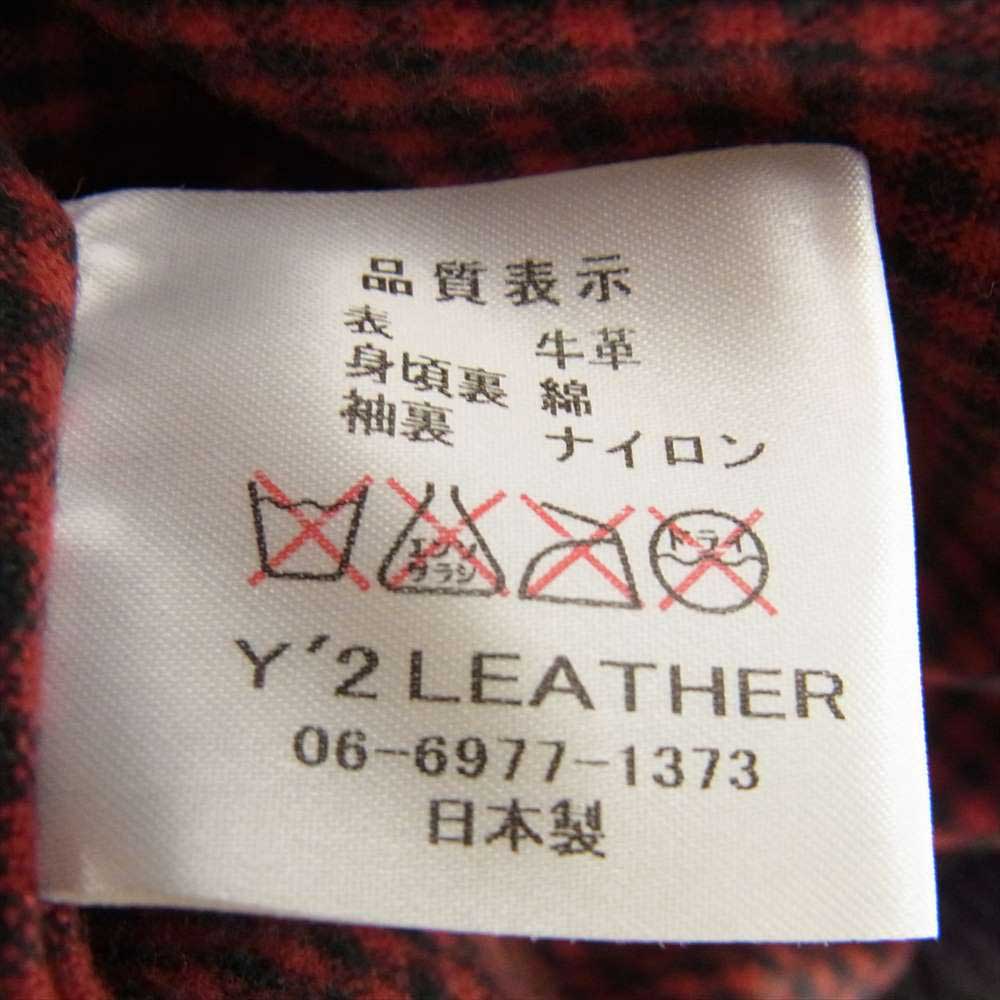 品質表示
表 牛革
身頃裏 綿
袖裏 ナイロン
エンソ
サラシ
ドライ
Y'2 LEATHER
06-6977-1373
日本製